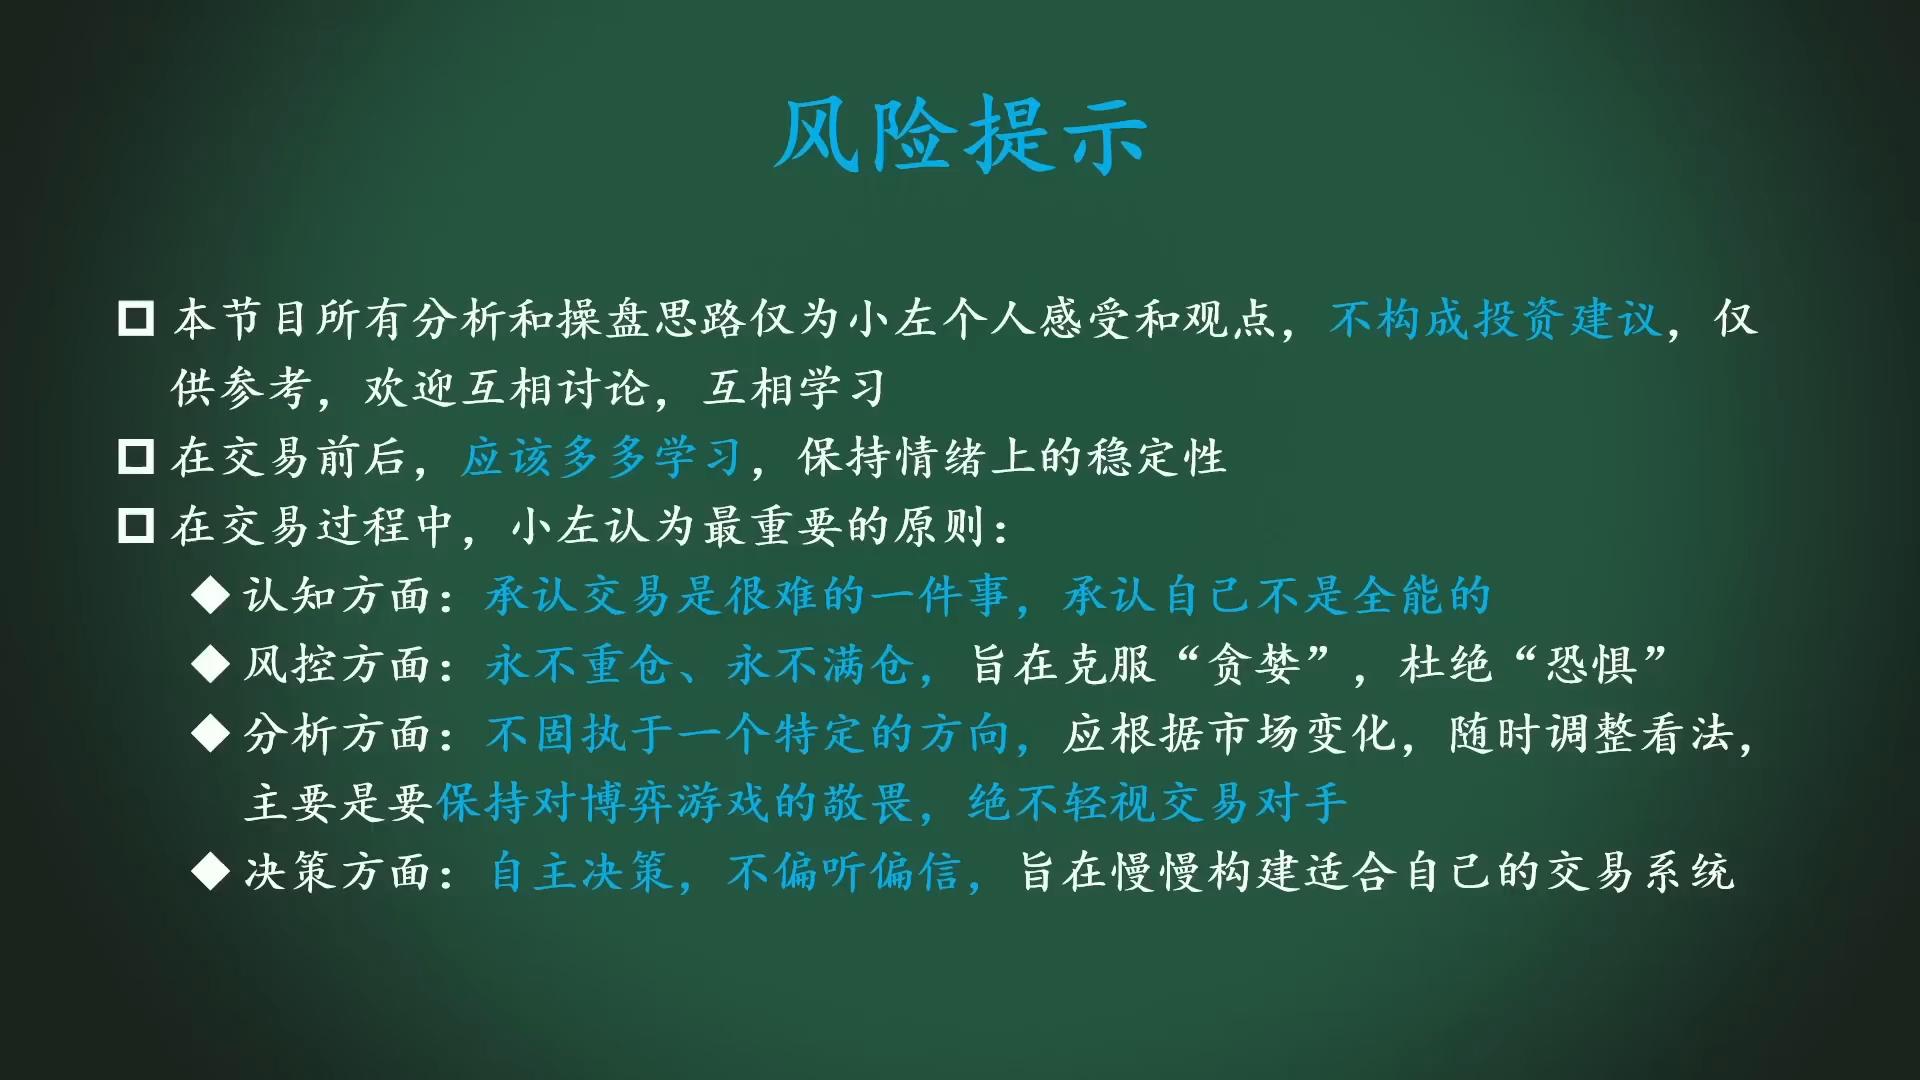 风险提示
本节目所有分析和操盘思路仅为小左个人感受和观点，不构成投资建议，仅
供参考，欢迎互相讨论，互相学习
在交易前后，应该多多学习，保持情绪上的稳定性
在交易过程中，小左认为最重要的原则：
认知方面：承认交易是很难的一件事，承认自己不是全能的
风控方面：永不重仓、永不满仓，旨在克服“贪婪”，杜绝“恐惧”
分析方面：不固执于一个特定的方向，应根据市场变化，随时调整看法，
主要是要保持对博弈游戏的敬畏，绝不轻视交易对手
决策方面：自主决策，不偏听偏信，旨在慢慢构建适合自己的交易系统